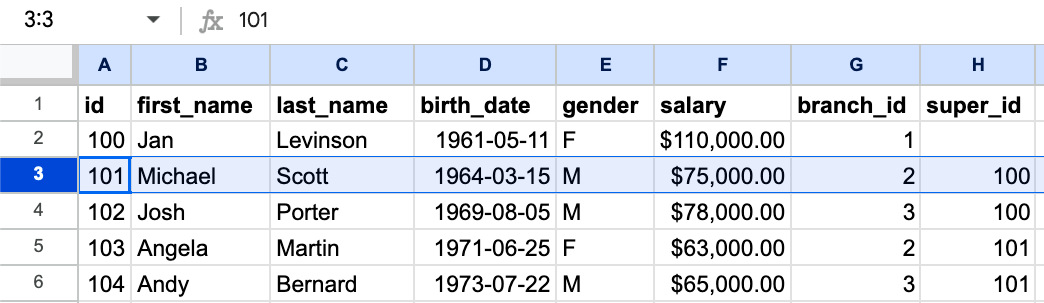 3:3 fx 101
A B C D E F G H
1 id first_name last_name birth_date gender salary branch_id super_id
2 100 Jan Levinson 1961-05-11 F $110,000.00 1
3 101 Michael Scott 1964-03-15 M $75,000.00 2 100
4 102 Josh Porter 1969-08-05 M $78,000.00 3 100
5 103 Angela Martin 1971-06-25 F $63,000.00 2 101
6 104 Andy Bernard 1973-07-22 M $65,000.00 3 101